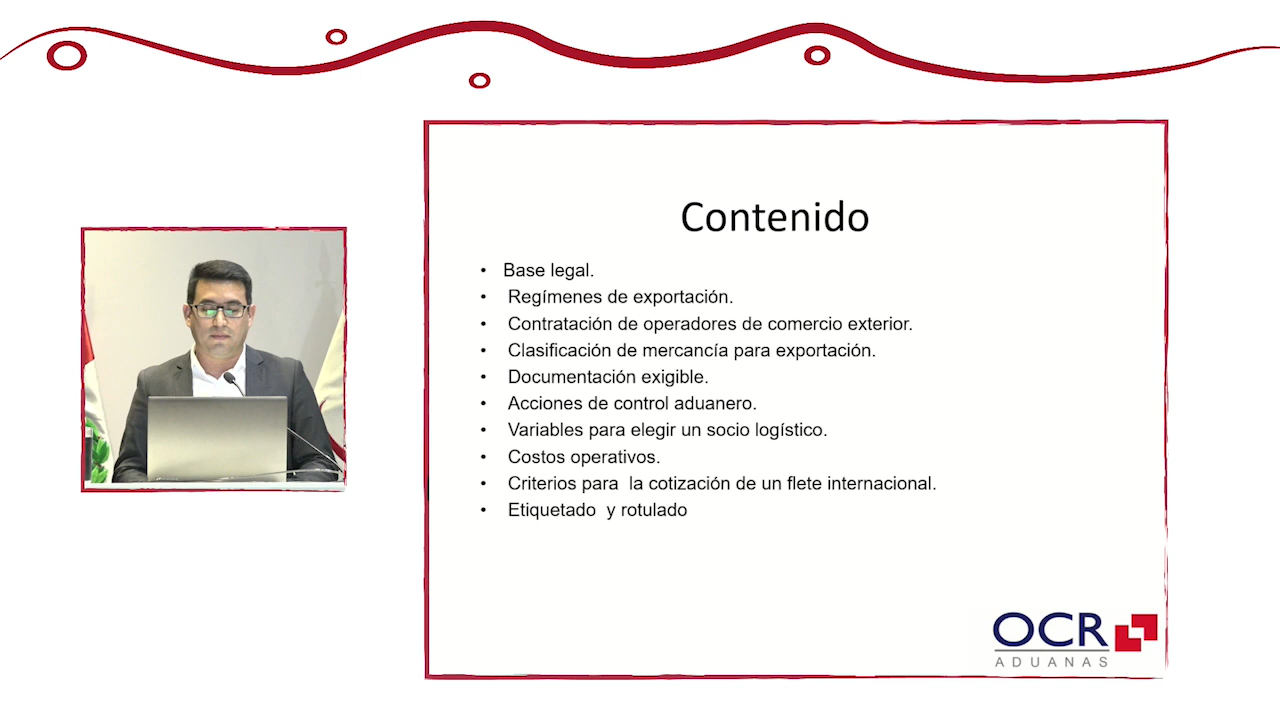 Contenido
• Base legal.
• Regímenes de exportación.
• Contratación de operadores de comercio exterior.
• Clasificación de mercancía para exportación.
• Documentación exigible.
• Acciones de control aduanero.
• Variables para elegir un socio logístico.
• Costos operativos.
• Criterios para  la cotización de un flete internacional.
• Etiquetado  y rotulado
OCR
ADUANAS